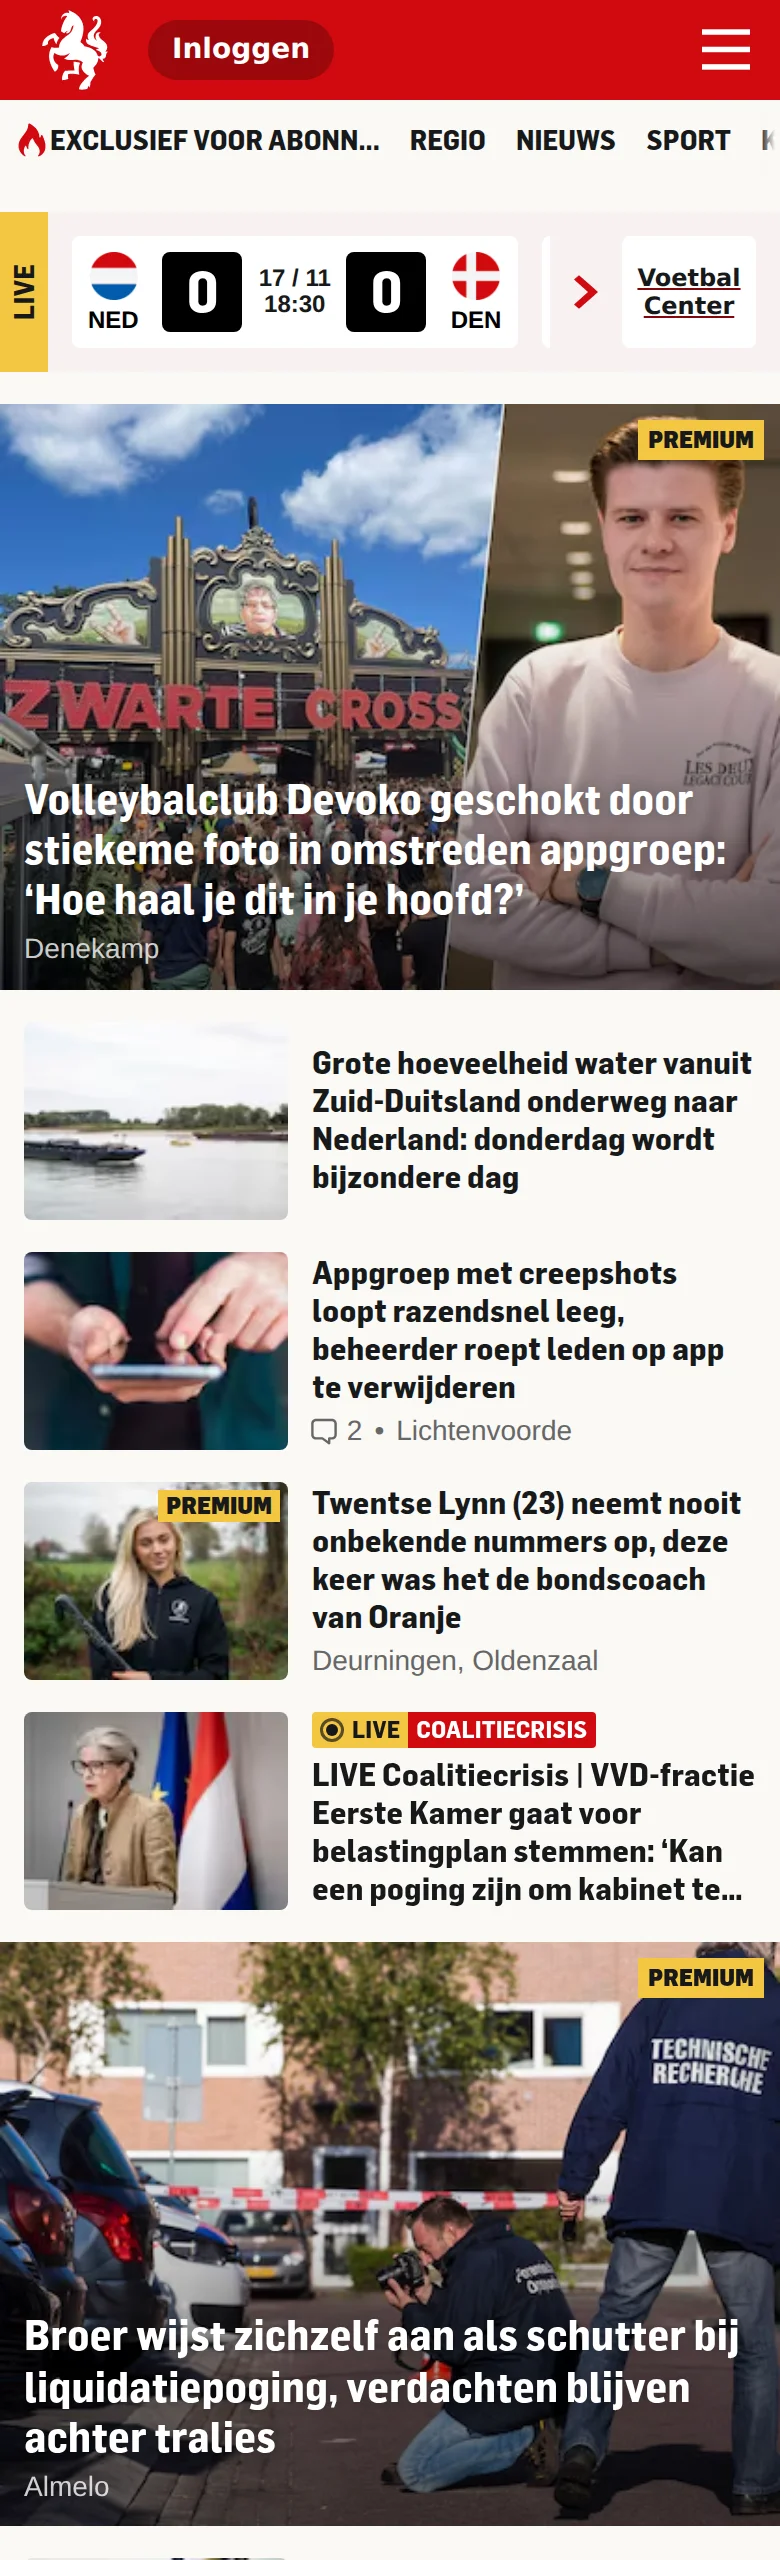 Inloggen
EXCLUSIEF VOOR ABONN...
REGIO
NIEUWS
SPORT
LIVE
NED
0
17 / 11
18:30
0
DEN
Voetbal
Center
PREMIUM
ZWARTE CROSS
LES DEUX
Volleybalclub Devoko geschokt door
stiekeme foto in omstreden appgroep:
‘Hoe haal je dit in je hoofd?’
Denekamp
Grote hoeveelheid water vanuit
Zuid-Duitsland onderweg naar
Nederland: donderdag wordt
bijzondere dag
Appgroep met creepshots
loopt razendsnel leeg,
beheerder roept leden op app
te verwijderen
2 • Lichtenvoorde
PREMIUM
Twentse Lynn (23) neemt nooit
onbekende nummers op, deze
keer was het de bondscoach
van Oranje
Deurningen, Oldenzaal
LIVE COALITIECRISIS
LIVE Coalitiecrisis | VVD-fractie
Eerste Kamer gaat voor
belastingplan stemmen: ‘Kan
een poging zijn om kabinet te...
PREMIUM
TECHNISCHE
RECHERCHE
Broer wijst zichzelf aan als schutter bij
liquidatiepoging, verdachten blijven
achter tralies
Almelo